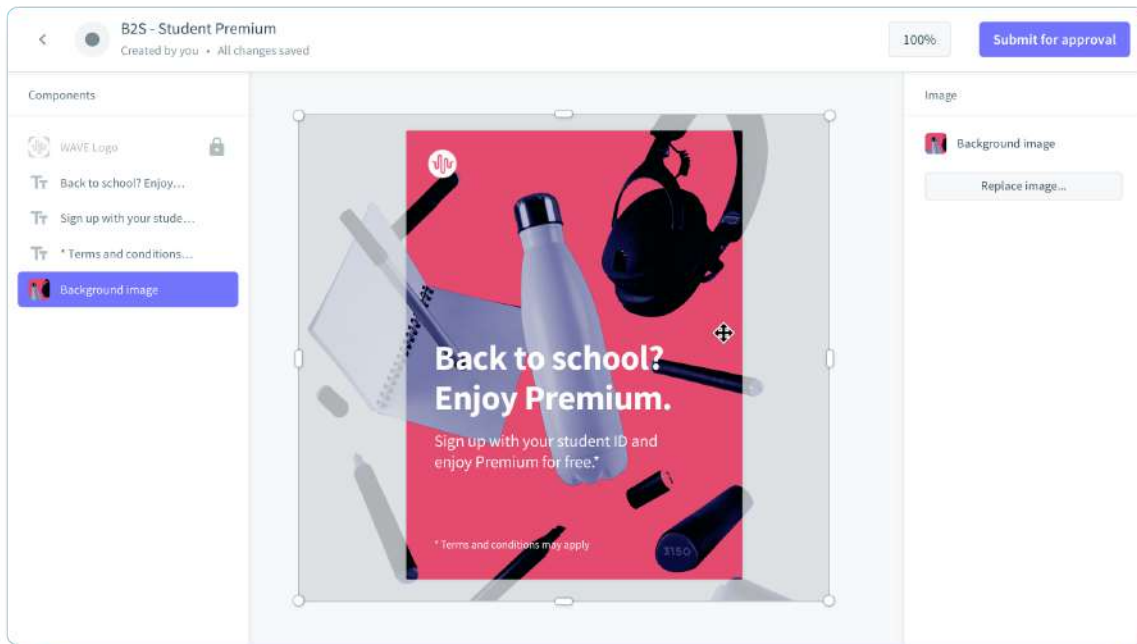 B2S - Student Premium
Created by you • All changes saved
100%
Submit for approval
Components
WAVE Logo
Back to school? Enjoy...
Sign up with your stude...
* Terms and conditions...
Background image
Back to school?
Enjoy Premium.
Sign up with your student ID and
enjoy Premium for free.*
* Terms and conditions may apply
3150
Image
Background image
Replace image...